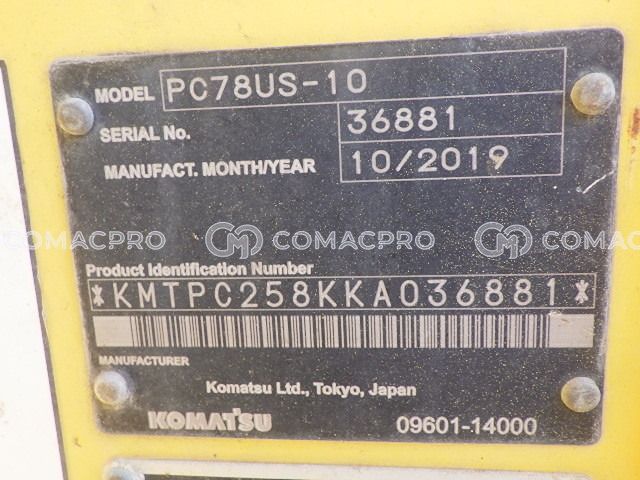 MODEL PC78US-10
SERIAL No. 36881
MANUFACT. MONTH/YEAR 10/2019
COMACPRO COMACPRO COMACPRO
Product Identification Number
*KMTPC258KKA036881*
MANUFACTURER
Komatsu Ltd., Tokyo, Japan
KOMATSU 09601-14000